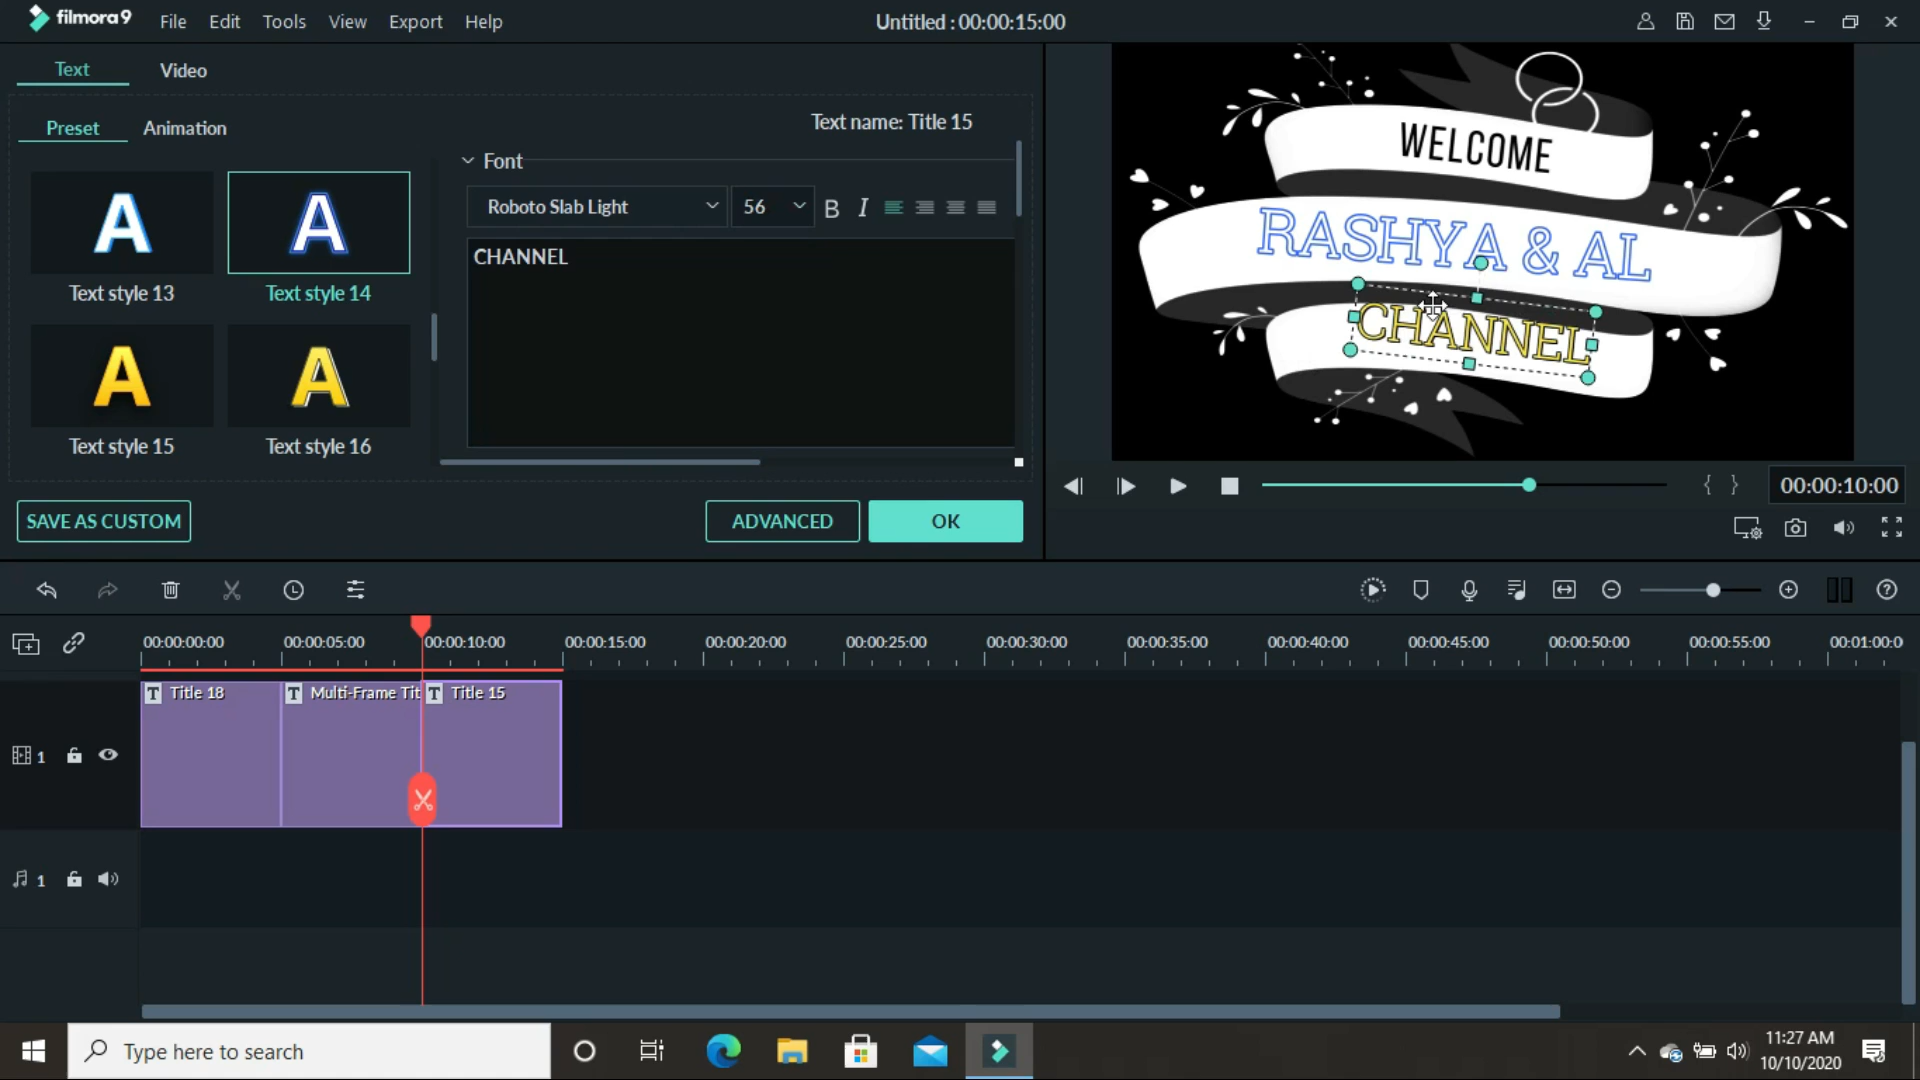 filmora9 File Edit Tools View Export Help Untitled : 00:00:15:00
Text Video
Preset Animation Text name: Title 15
Font
Roboto Slab Light 56 B I
CHANNEL
A A
Text style 13 Text style 14
A A
Text style 15 Text style 16
SAVE AS CUSTOM ADVANCED OK
WELCOME
RASHYA & AL
CHANNEL
{ } 00:00:10:00
00:00:00:00 00:00:05:00 00:00:10:00 00:00:15:00 00:00:20:00 00:00:25:00 00:00:30:00 00:00:35:00 00:00:40:00 00:00:45:00 00:00:50:00 00:00:55:00 00:01:00:0
T Title 18 T Multi-Frame Tit T Title 15
1
1
Type here to search 11:27 AM
10/10/2020